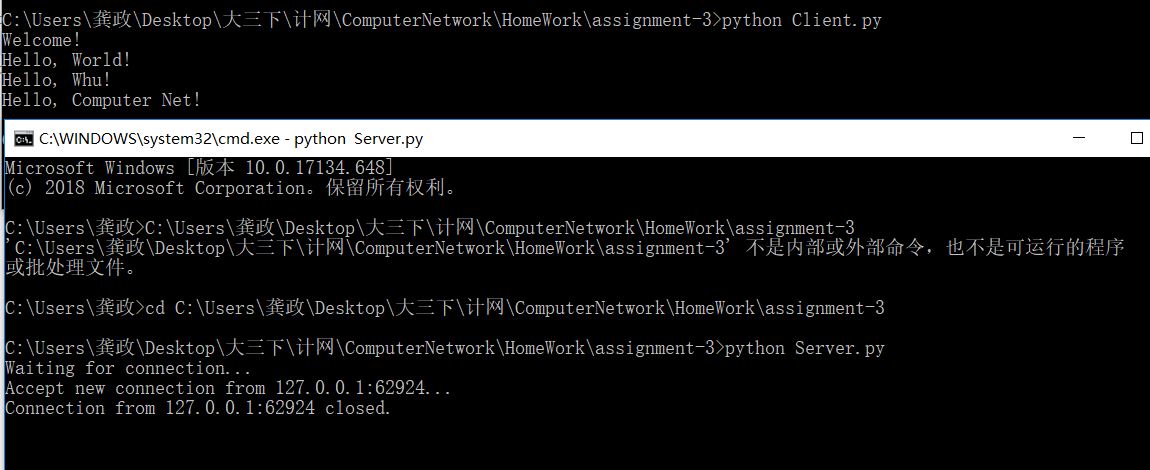 C:\Users\龚政\Desktop\大三下\计网\ComputerNetwork\HomeWork\assignment-3>python Client.py
Welcome!
Hello, World!
Hello, Whu!
Hello, Computer Net!
C:\WINDOWS\system32\cmd.exe - python  Server.py
Microsoft Windows [版本 10.0.17134.648]
(c) 2018 Microsoft Corporation。保留所有权利。
C:\Users\龚政>C:\Users\龚政\Desktop\大三下\计网\ComputerNetwork\HomeWork\assignment-3
'C:\Users\龚政\Desktop\大三下\计网\ComputerNetwork\HomeWork\assignment-3' 不是内部或外部命令，也不是可运行的程序
或批处理文件。
C:\Users\龚政>cd C:\Users\龚政\Desktop\大三下\计网\ComputerNetwork\HomeWork\assignment-3
C:\Users\龚政\Desktop\大三下\计网\ComputerNetwork\HomeWork\assignment-3>python Server.py
Waiting for connection...
Accept new connection from 127.0.0.1:62924...
Connection from 127.0.0.1:62924 closed.